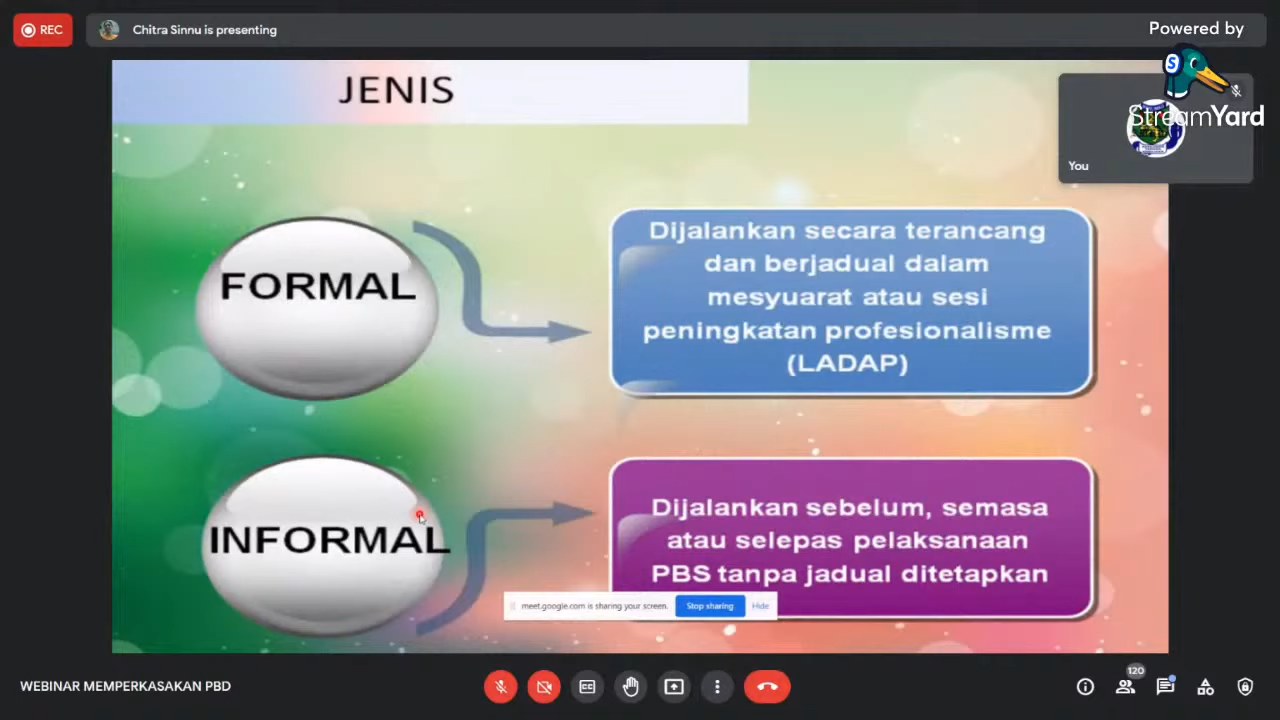 REC
Chitra Sinnu is presenting
Powered by
StreamYard
You
JENIS
FORMAL
Dijalankan secara terancang
dan berjadual dalam
mesyuarat atau sesi
peningkatan profesionalisme
(LADAP)
INFORMAL
Dijalankan sebelum, semasa
atau selepas pelaksanaan
PBS tanpa jadual ditetapkan
meet.google.com is sharing your screen.
Stop sharing
Hide
WEBINAR MEMPERKASAKAN PBD
120